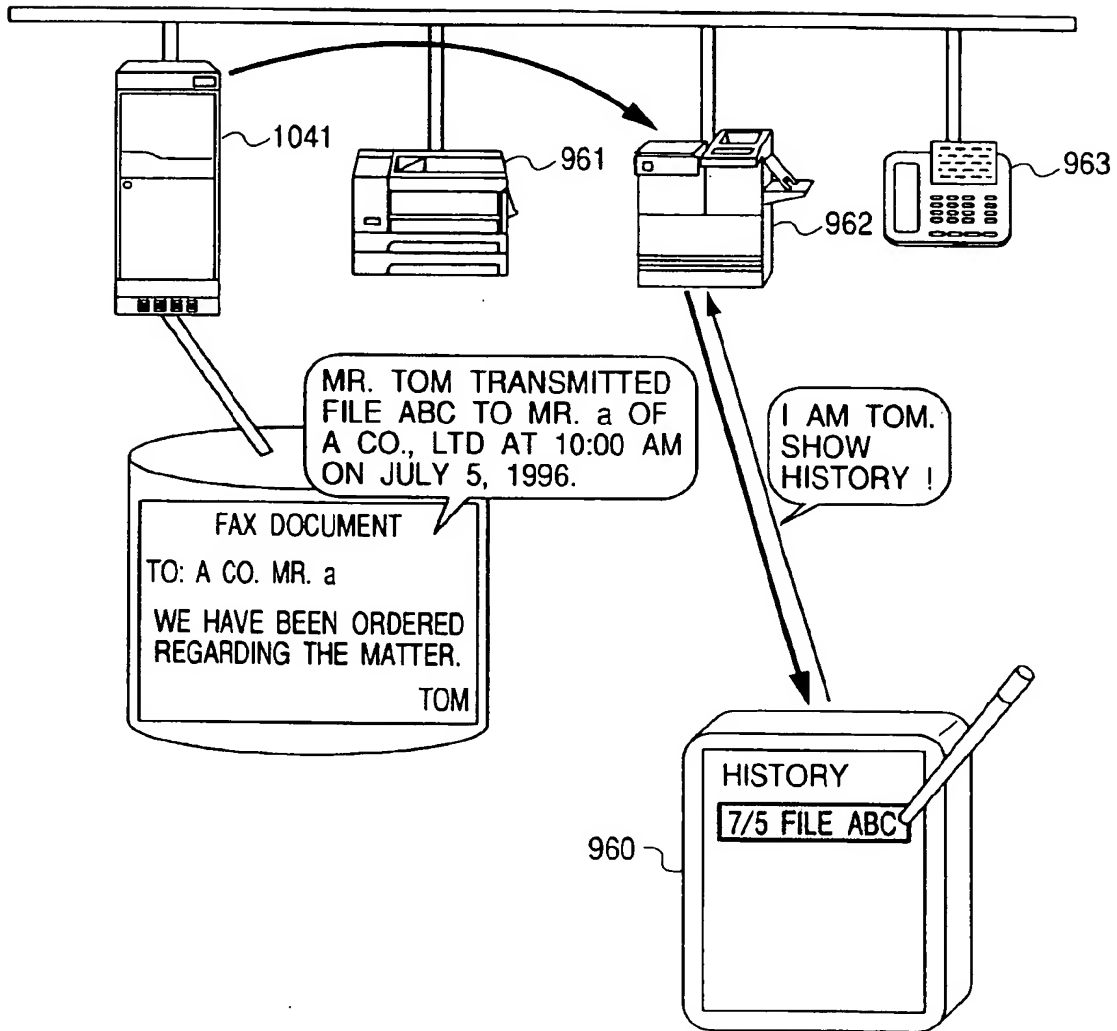 1041
961
962
963
MR. TOM TRANSMITTED
FILE ABC TO MR. a OF
A CO., LTD AT 10:00 AM
ON JULY 5, 1996.
I AM TOM.
SHOW
HISTORY !
FAX DOCUMENT
TO: A CO. MR. a
WE HAVE BEEN ORDERED
REGARDING THE MATTER.
TOM
HISTORY
7/5 FILE ABC
960